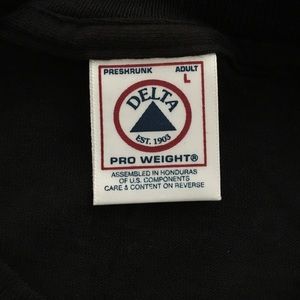 PRESHRUNK ADULT
L
DELTA
EST. 1903
PRO WEIGHT®
ASSEMBLED IN HONDURAS
OF U.S. COMPONENTS
CARE & CONTENT ON REVERSE